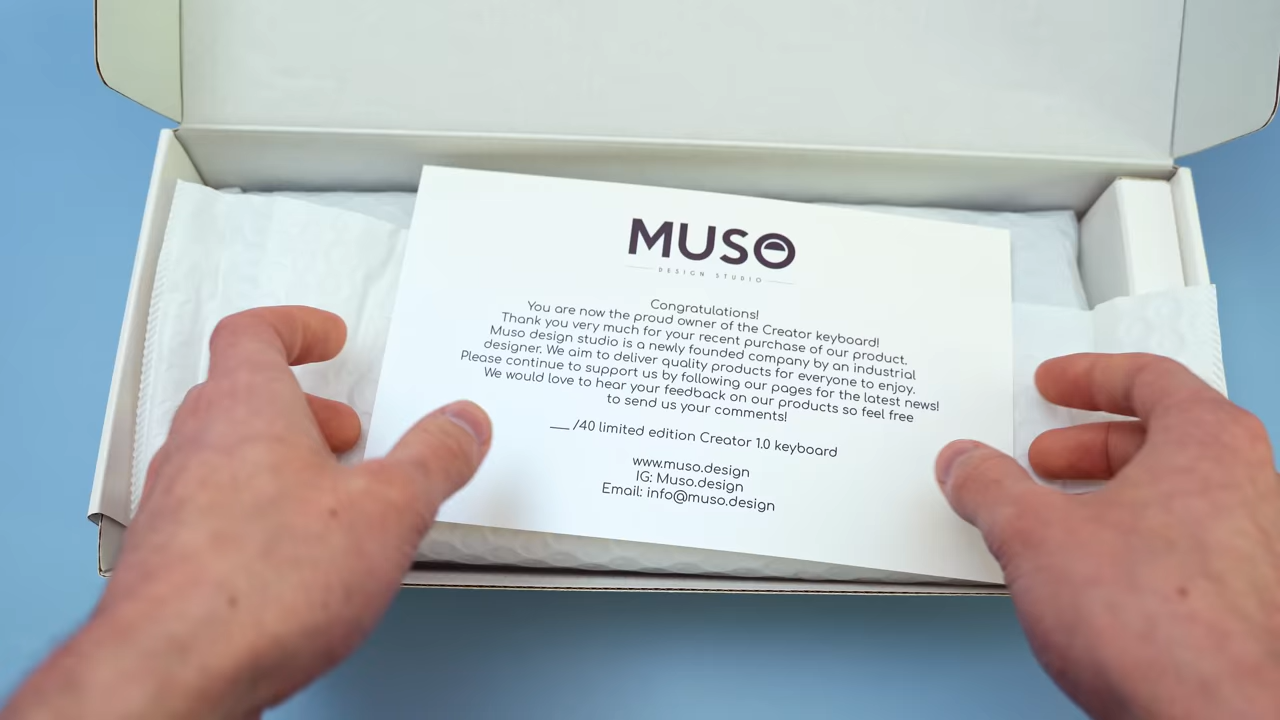 MUSO
DESIGN STUDIO
Congratulations!
You are now the proud owner of the Creator keyboard!
Thank you very much for your recent purchase of our product.
Muso design studio is a newly founded company by an industrial
designer. We aim to deliver quality products for everyone to enjoy.
Please continue to support us by following our pages for the latest news!
We would love to hear your feedback on our products so feel free
to send us your comments!
___ /40 limited edition Creator 1.0 keyboard
www.muso.design
IG: Muso.design
Email: info@muso.design